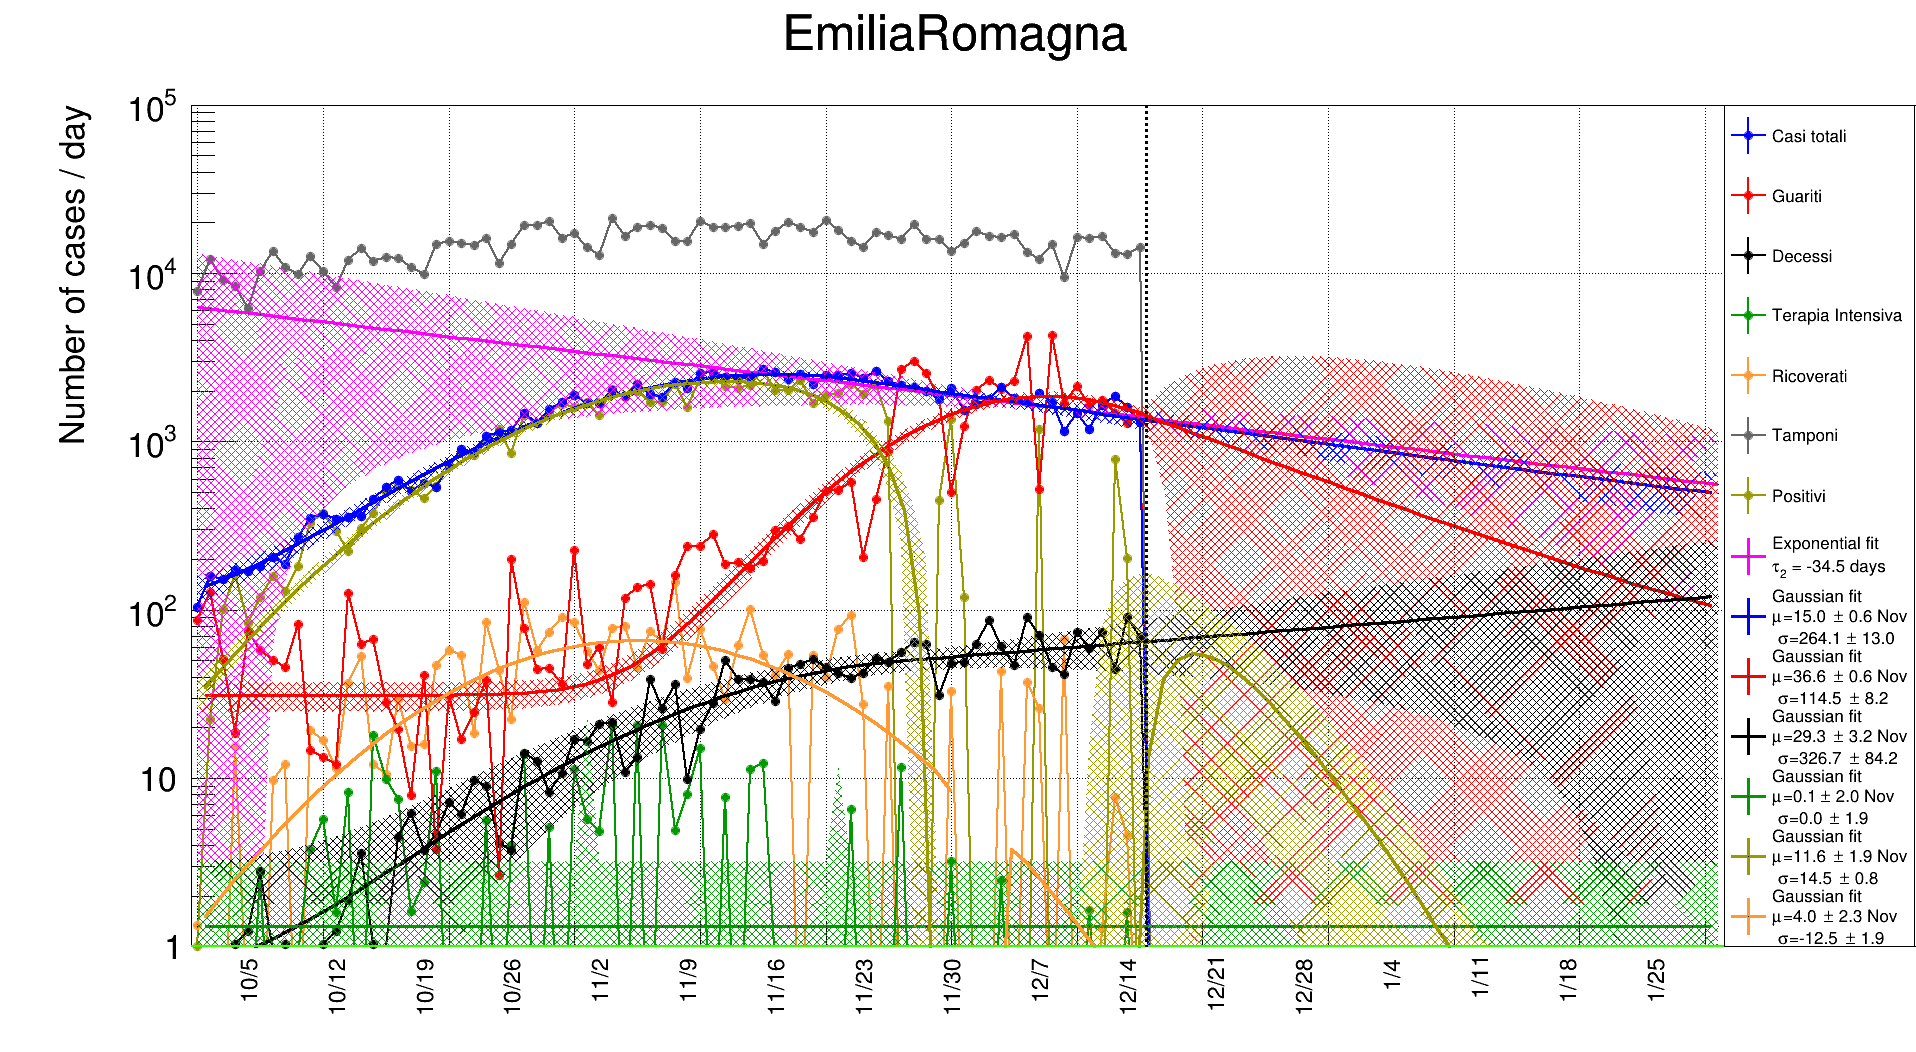 EmiliaRomagna
Number of cases / day
10^5
10^4
10^3
10^2
10
1
10/5
10/12
10/19
10/26
11/2
11/9
11/16
11/23
11/30
12/7
12/14
12/21
12/28
1/4
1/11
1/18
1/25
Casi totali
Guariti
Decessi
Terapia Intensiva
Ricoverati
Tamponi
Positivi
Exponential fit
τ₂ = -34.5 days
Gaussian fit
μ=15.0 ± 0.6 Nov
σ=264.1 ± 13.0
Gaussian fit
μ=36.6 ± 0.6 Nov
σ=114.5 ± 8.2
Gaussian fit
μ=29.3 ± 3.2 Nov
σ=326.7 ± 84.2
Gaussian fit
μ=0.1 ± 2.0 Nov
σ=0.0 ± 1.9
Gaussian fit
μ=11.6 ± 1.9 Nov
σ=14.5 ± 0.8
Gaussian fit
μ=4.0 ± 2.3 Nov
σ=-12.5 ± 1.9